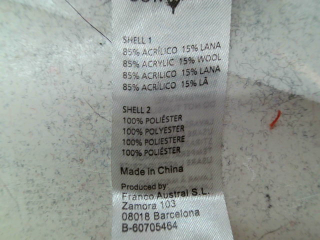 SHELL 1
85% ACRÍLICO 15% LANA
85% ACRYLIC 15% WOOL
85% ACRILICO 15% LANA
85% ACRÍLICO 15% LÃ
SHELL 2
100% POLIÉSTER
100% POLYESTER
100% POLIESTERE
100% POLIÉSTER
Made in China
Produced by
Franco Austral S.L.
Zamora 103
08018 Barcelona
B-60705464